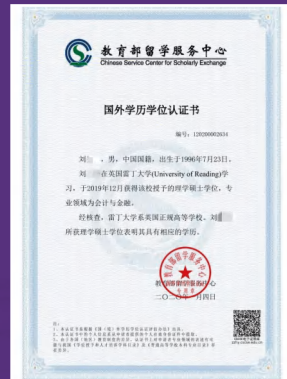 教育部留学服务中心
Chinese Service Center for Scholarly Exchange
国外学历学位认证书
编号：120200002634
刘 ，男，中国国籍，出生于1996年7月23日。
刘 在英国雷丁大学(University of Reading)学
习，于2019年12月获得该校授予的理学硕士学位，专
业领域为会计与金融。
经核查，雷丁大学系英国正规高等学校，刘
所获理学硕士学位表明其具有相应的学历。
教育部留学服务中心
二〇二〇年 月四日